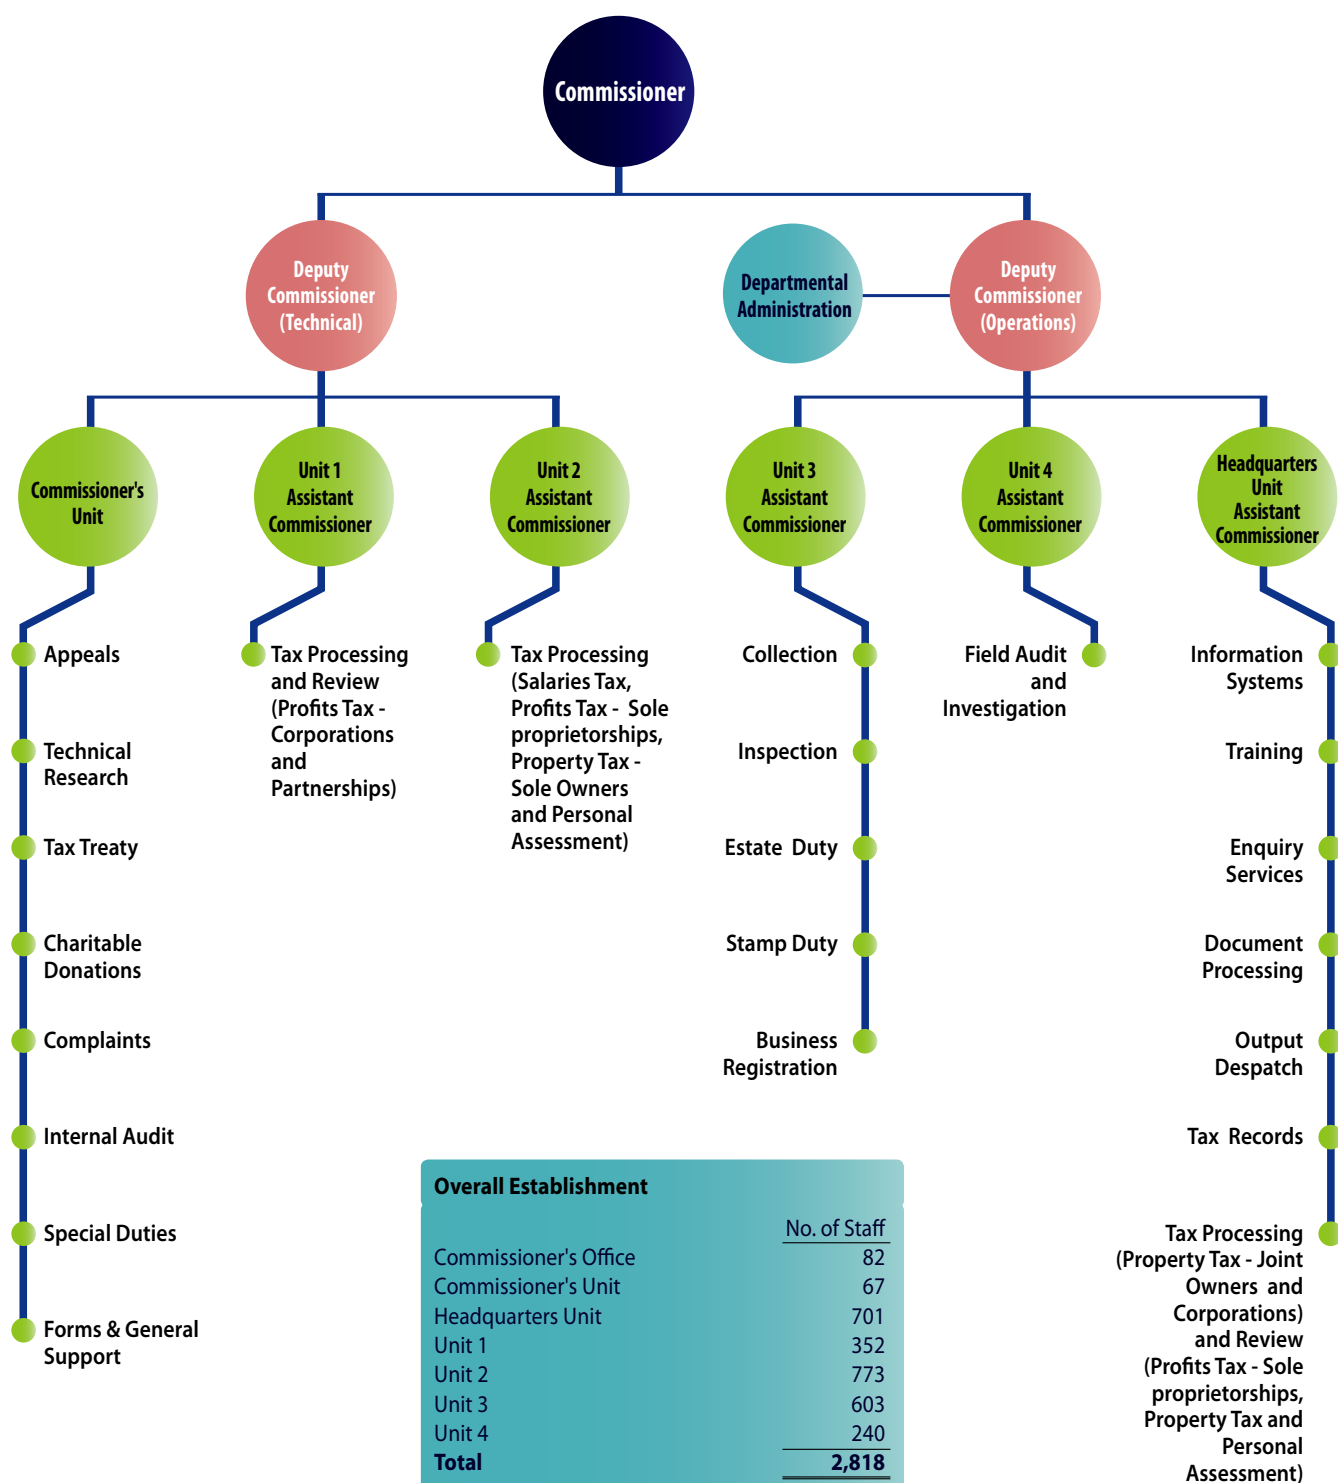 Commissioner
Deputy
Commissioner
(Technical)
Departmental
Administration
Deputy
Commissioner
(Operations)
Commissioner's
Unit
Unit 1
Assistant
Commissioner
Unit 2
Assistant
Commissioner
Unit 3
Assistant
Commissioner
Unit 4
Assistant
Commissioner
Headquarters
Unit
Assistant
Commissioner
Appeals
Technical
Research
Tax Treaty
Charitable
Donations
Complaints
Internal Audit
Special Duties
Forms & General
Support
Tax Processing
and Review
(Profits Tax -
Corporations
and
Partnerships)
Tax Processing
(Salaries Tax,
Profits Tax - Sole
proprietorships,
Property Tax -
Sole Owners
and Personal
Assessment)
Collection
Inspection
Estate Duty
Stamp Duty
Business
Registration
Field Audit
and
Investigation
Information
Systems
Training
Enquiry
Services
Document
Processing
Output
Despatch
Tax Records
Tax Processing
(Property Tax - Joint
Owners and
Corporations)
and Review
(Profits Tax - Sole
proprietorships,
Property Tax and
Personal
Assessment)
Overall Establishment
No. of Staff
Commissioner's Office 82
Commissioner's Unit 67
Headquarters Unit 701
Unit 1 352
Unit 2 773
Unit 3 603
Unit 4 240
Total 2,818